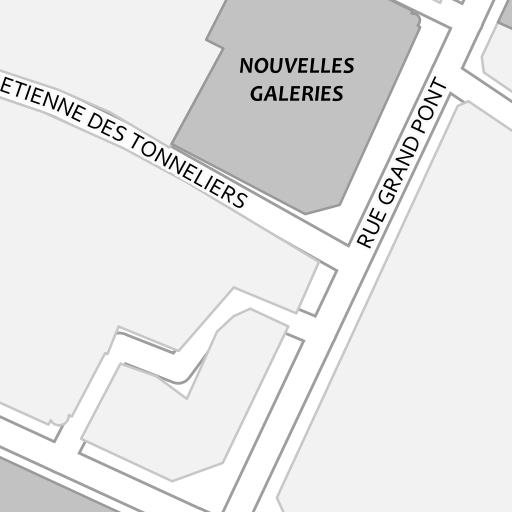 NOUVELLES
GALERIES
ETIENNE DES TONNELIERS
RUE GRAND PONT